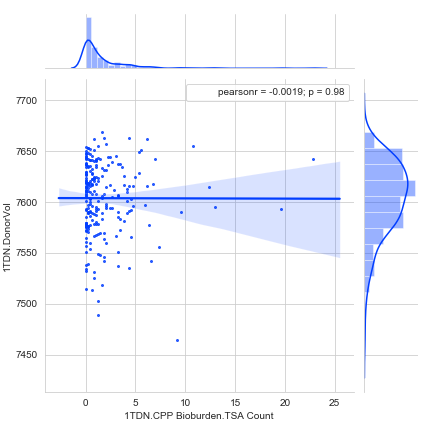 pearsonr = -0.0019; p = 0.98
7700
7650
7600
7550
7500
7450
1TDN.DonorVol
0 5 10 15 20 25
1TDN.CPP Bioburden.TSA Count